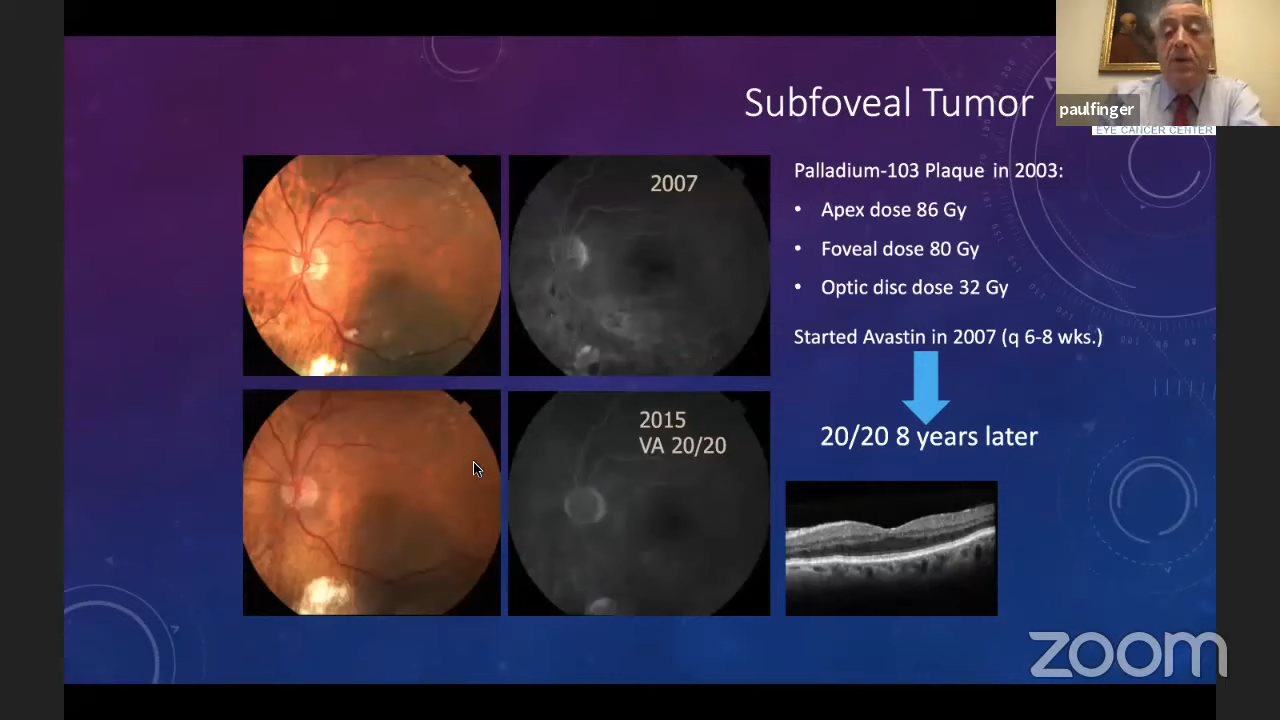 Subfoveal Tumor
paulfinger
EYE CANCER CENTER
2007
Palladium-103 Plaque in 2003:
• Apex dose 86 Gy
• Foveal dose 80 Gy
• Optic disc dose 32 Gy
Started Avastin in 2007 (q 6-8 wks.)
2015
VA 20/20
20/20 8 years later
zoom